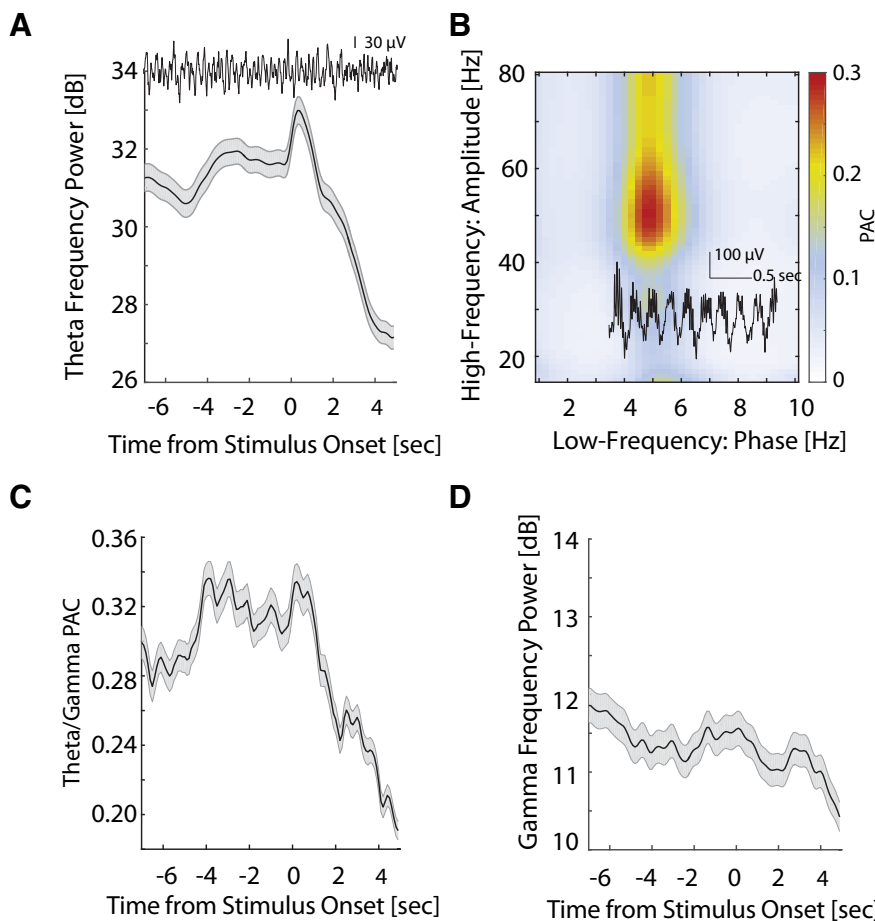 A
30 μV
Theta Frequency Power [dB]
34
32
30
28
26
-6 -4 -2 0 2 4
Time from Stimulus Onset [sec]
B
High-Frequency: Amplitude [Hz]
80
60
40
20
100 μV
0.5 sec
2 4 6 8 10
Low-Frequency: Phase [Hz]
0.3
0.2
0.1
0
PAC
C
Theta/Gamma PAC
0.36
0.32
0.28
0.24
0.20
-6 -4 -2 0 2 4
Time from Stimulus Onset [sec]
D
Gamma Frequency Power [dB]
14
13
12
11
10
-6 -4 -2 0 2 4
Time from Stimulus Onset [sec]